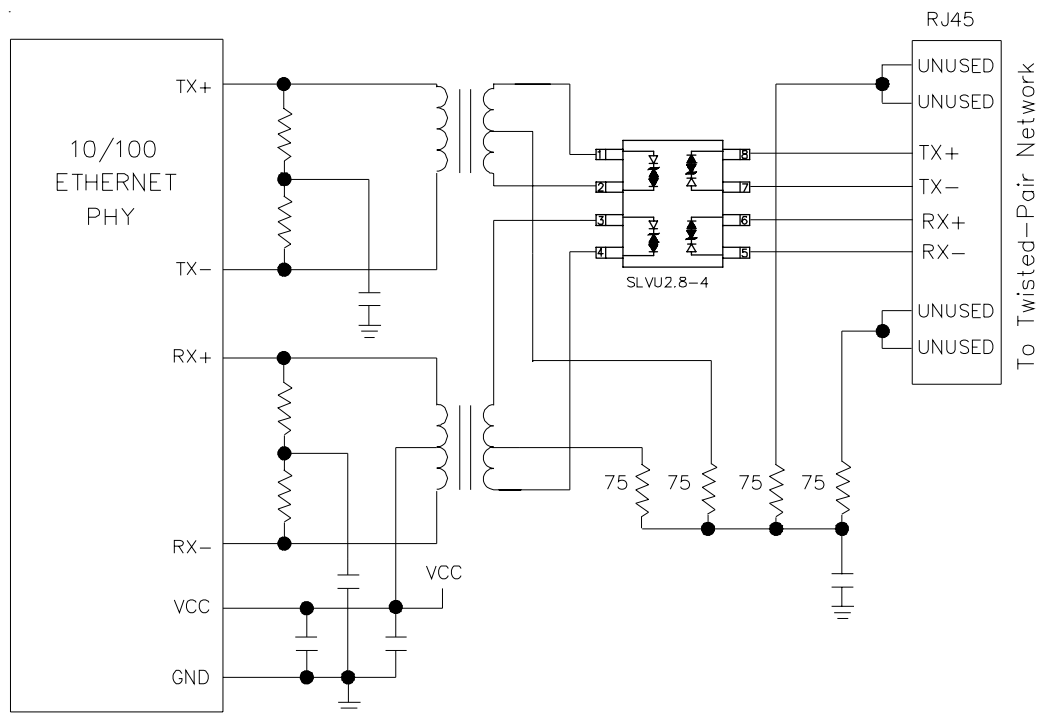 RJ45
TX+
10/100
ETHERNET
PHY
TX-
RX+
RX-
VCC
VCC
GND
1
2
3
4
8
7
6
5
SLVU2.8-4
UNUSED
UNUSED
TX+
TX-
RX+
RX-
UNUSED
UNUSED
To Twisted-Pair Network
75
75
75
75